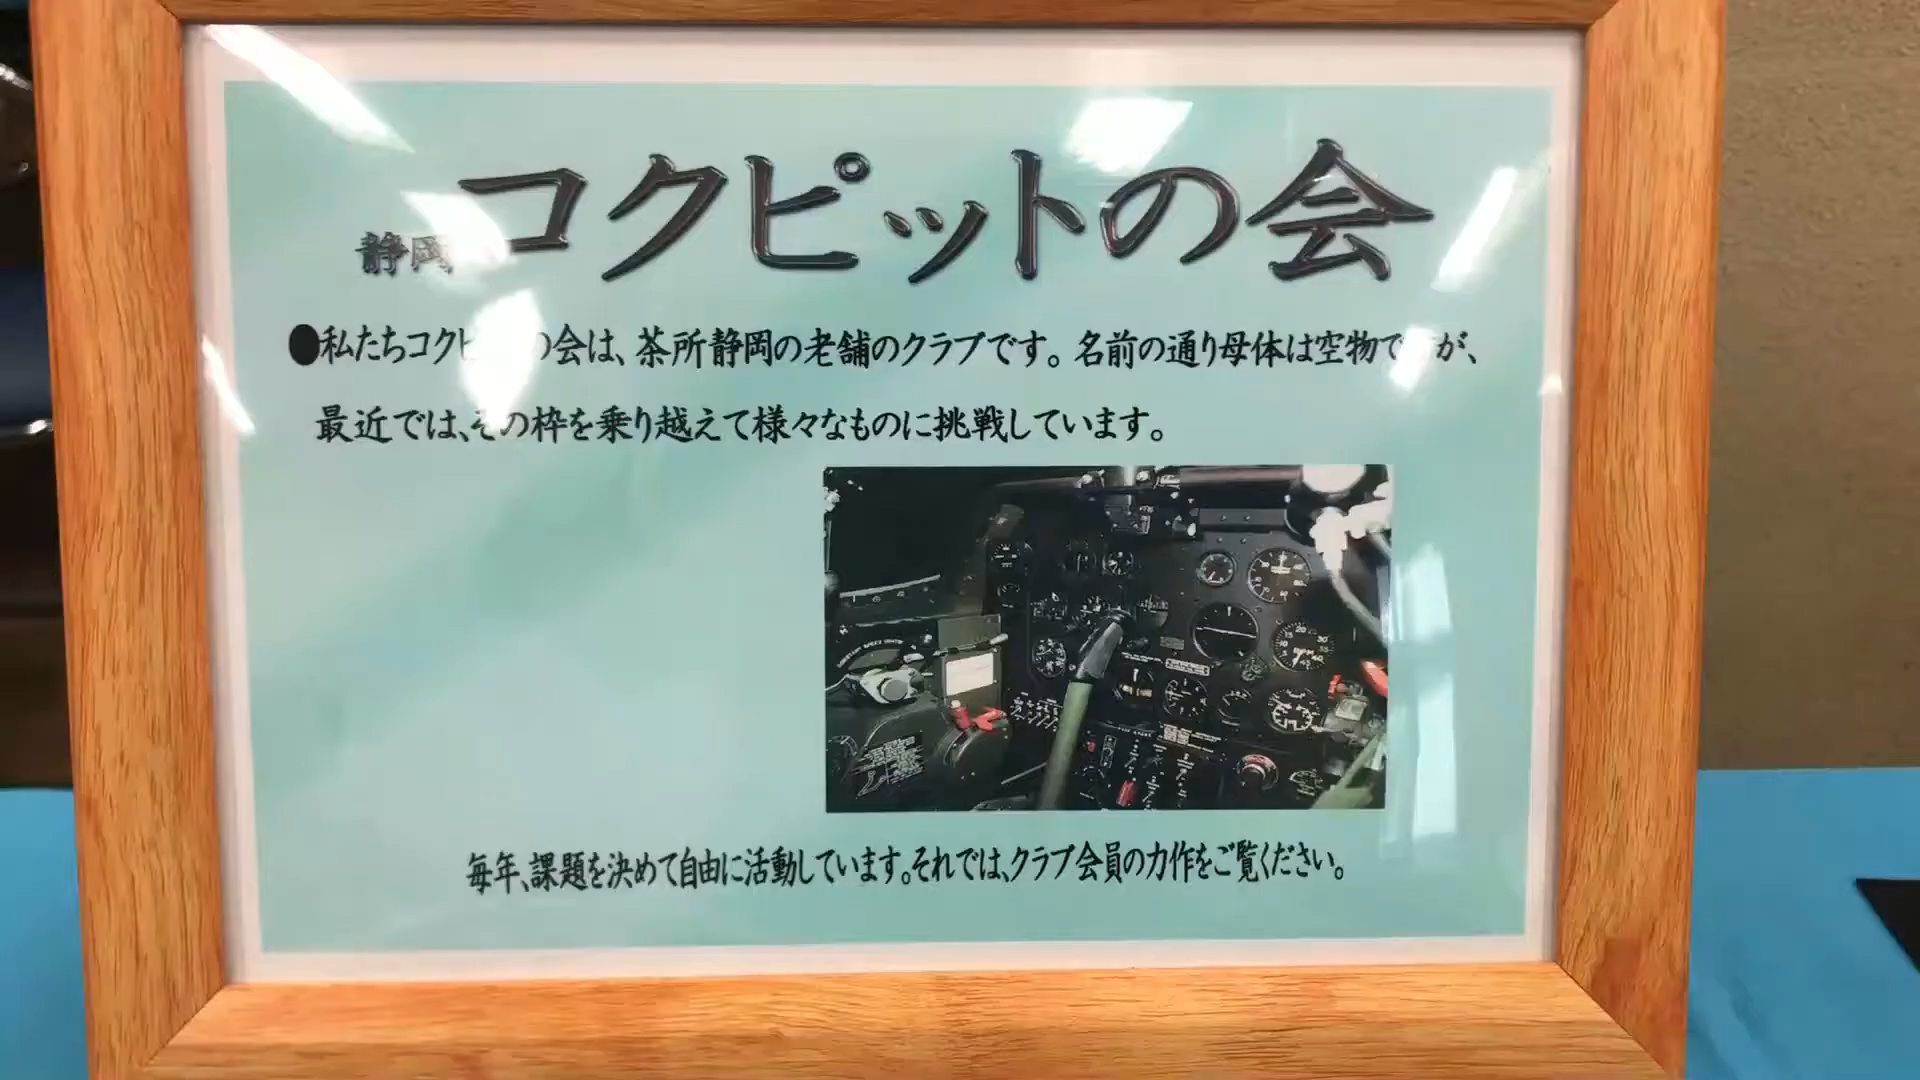 静岡 コクピットの会
●私たちコクピ の会は、茶所静岡の老舗のクラブです。名前の通り母体は空物で が、
最近では、その枠を乗り越えて様々なものに挑戦しています。
毎年、課題を決めて自由に活動しています。それでは、クラブ会員の力作をご覧ください。